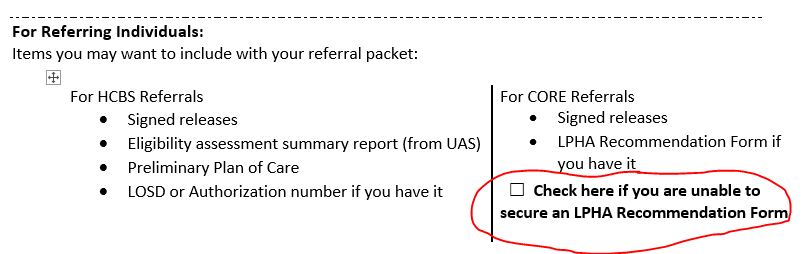 For Referring Individuals:
Items you may want to include with your referral packet:
For HCBS Referrals
• Signed releases
• Eligibility assessment summary report (from UAS)
• Preliminary Plan of Care
• LOSD or Authorization number if you have it
For CORE Referrals
• Signed releases
• LPHA Recommendation Form if
you have it
☐ Check here if you are unable to
secure an LPHA Recommendation Form